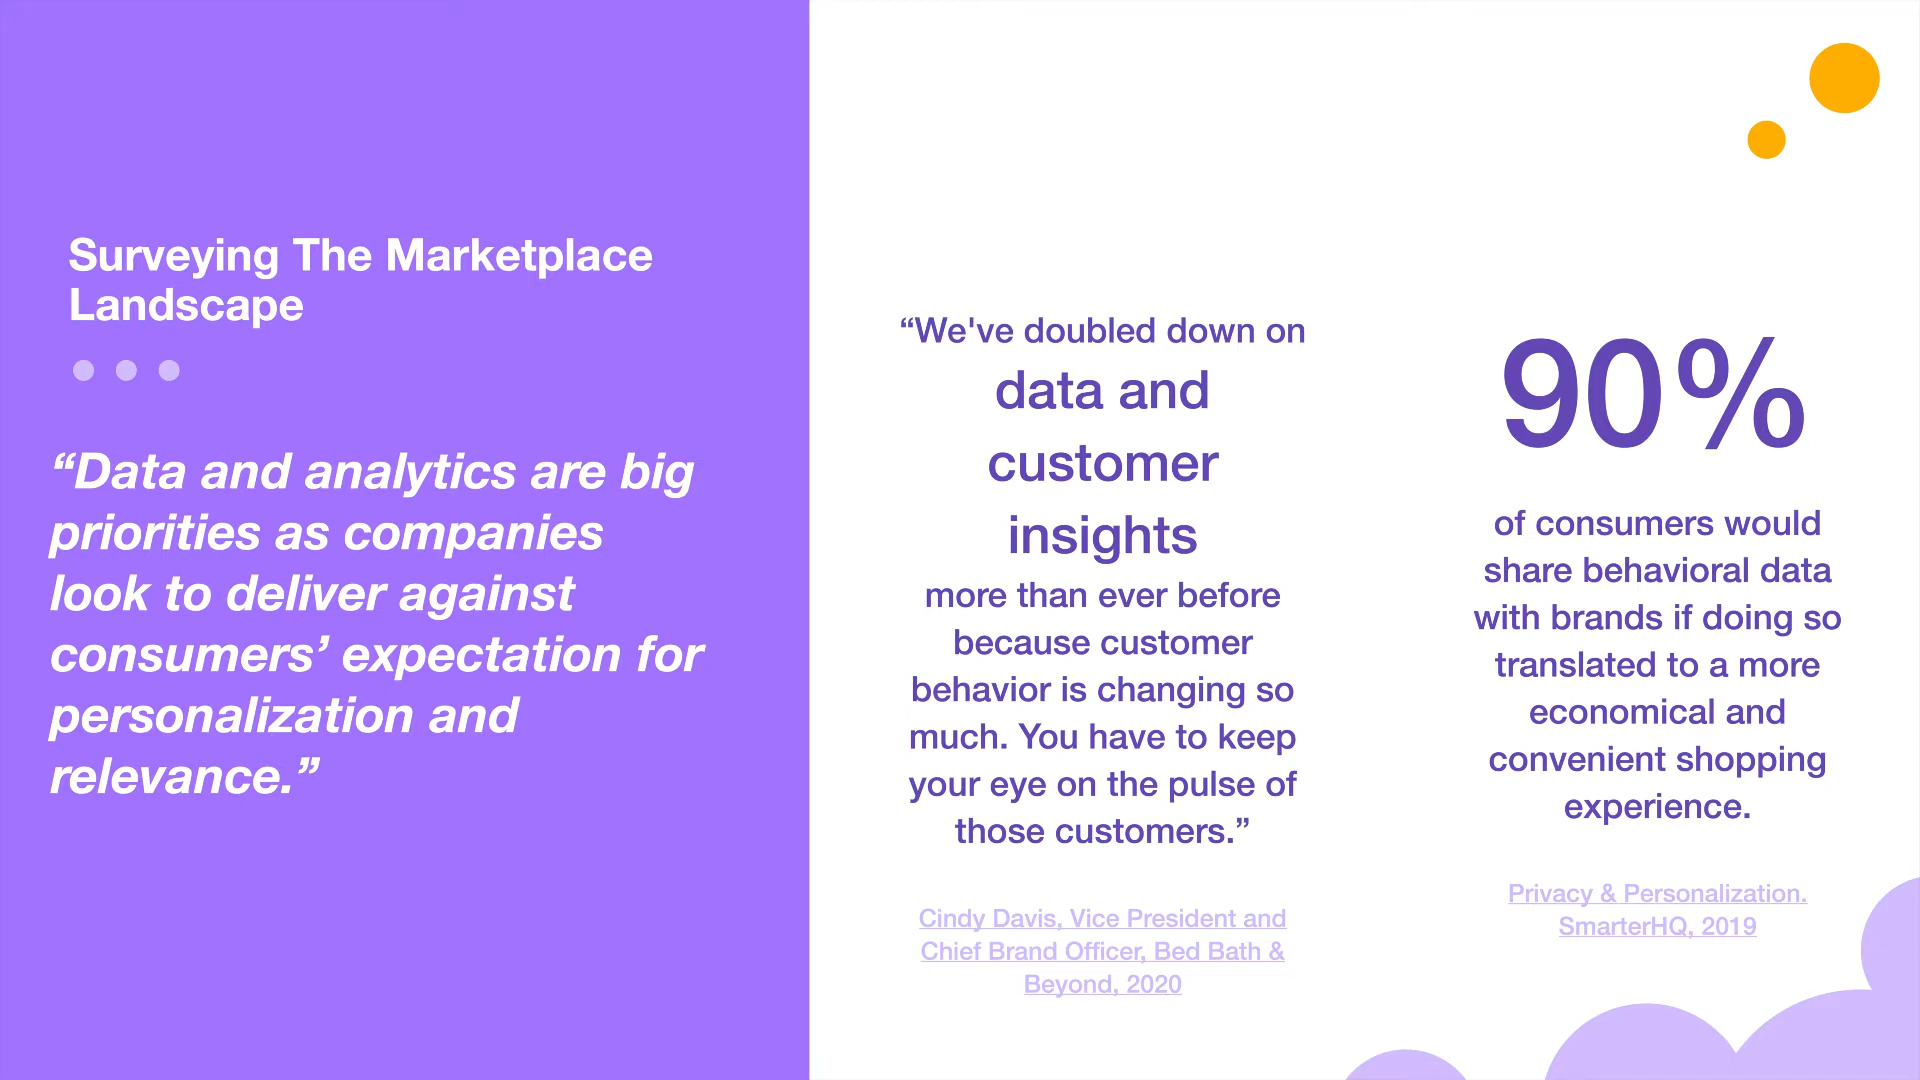 Surveying The Marketplace
Landscape
“Data and analytics are big
priorities as companies
look to deliver against
consumers’ expectation for
personalization and
relevance.”
“We've doubled down on
data and
customer
insights
more than ever before
because customer
behavior is changing so
much. You have to keep
your eye on the pulse of
those customers.”
Cindy Davis, Vice President and
Chief Brand Officer, Bed Bath &
Beyond, 2020
90%
of consumers would
share behavioral data
with brands if doing so
translated to a more
economical and
convenient shopping
experience.
Privacy & Personalization.
SmarterHQ, 2019